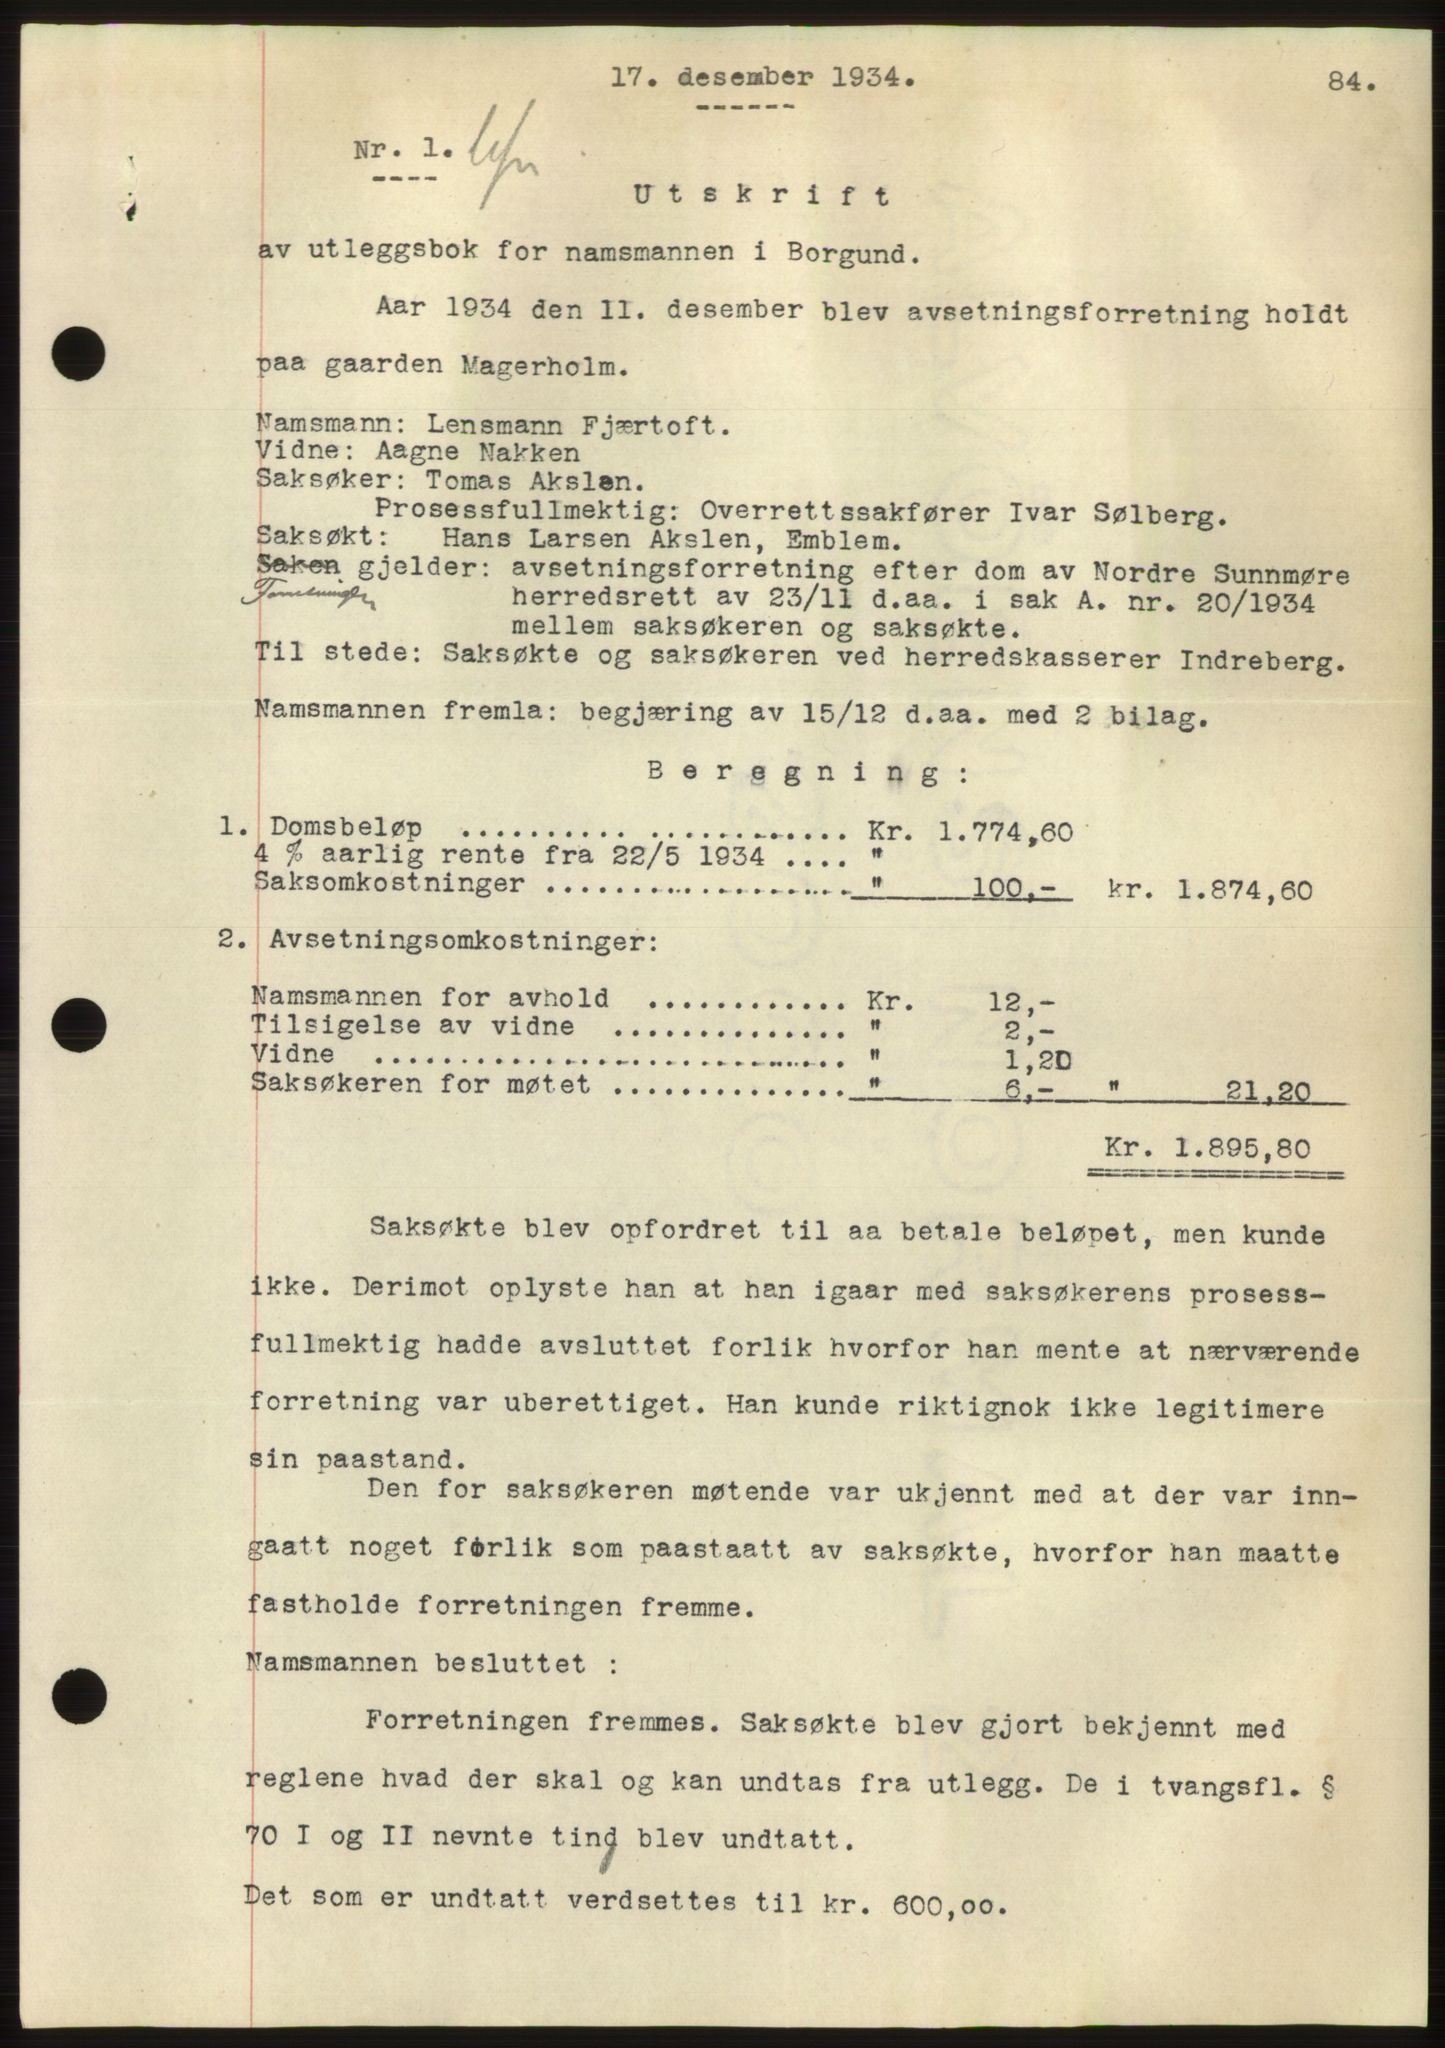 17. desember 1934.
84.
Nr. 1.
Utskrift
av utleggsbok for namsmannen i Borgund.
Aar 1934 den 11. desember blev avsetningsforretning holdt
paa gaarden Magerholm.
Namsmann: Lensmann Fjærtoft.
Vidne: Aagne Nakken
Saksøker: Tomas Akslen.
Prosessfullmektig: Overrettssakfører Ivar Sølberg.
Saksøkt: Hans Larsen Akslen, Emblem.
Saken gjelder: avsetningsforretning efter dom av Nordre Sunnmøre
Forretningen herredsrett av 23/11 d.aa. i sak A. nr. 20/1934
mellem saksøkeren og saksøkte.
Til stede: Saksøkte og saksøkeren ved herredskasserer Indreberg.
Namsmannen fremla: begjæring av 15/12 d.aa. med 2 bilag.
Beregning:
1. Domsbeløp ...................... Kr. 1.774,60
4 % aarlig rente fra 22/5 1934 .... "
Saksomkostninger .................. " 100,- kr. 1.874,60
2. Avsetningsomkostninger:
Namsmannen for avhold ............ Kr. 12,-
Tilsigelse av vidne .............. " 2,-
Vidne ............................ " 1,20
Saksøkeren for møtet .............. " 6,- " 21,20
Kr. 1.895,80
Saksøkte blev opfordret til aa betale beløpet, men kunde
ikke. Derimot oplyste han at han igaar med saksøkerens prosess-
fullmektig hadde avsluttet forlik hvorfor han mente at nærværende
forretning var uberettiget. Han kunde riktignok ikke legitimere
sin paastand.
Den for saksøkeren møtende var ukjennt med at der var inn-
gaatt noget forlik som paastaatt av saksøkte, hvorfor han maatte
fastholde forretningen fremme.
Namsmannen besluttet :
Forretningen fremmes. Saksøkte blev gjort bekjennt med
reglene hvad der skal og kan undtas fra utlegg. De i tvangsfl. §
70 I og II nevnte ting blev undtatt.
Det som er undtatt verdsettes til kr. 600,oo.